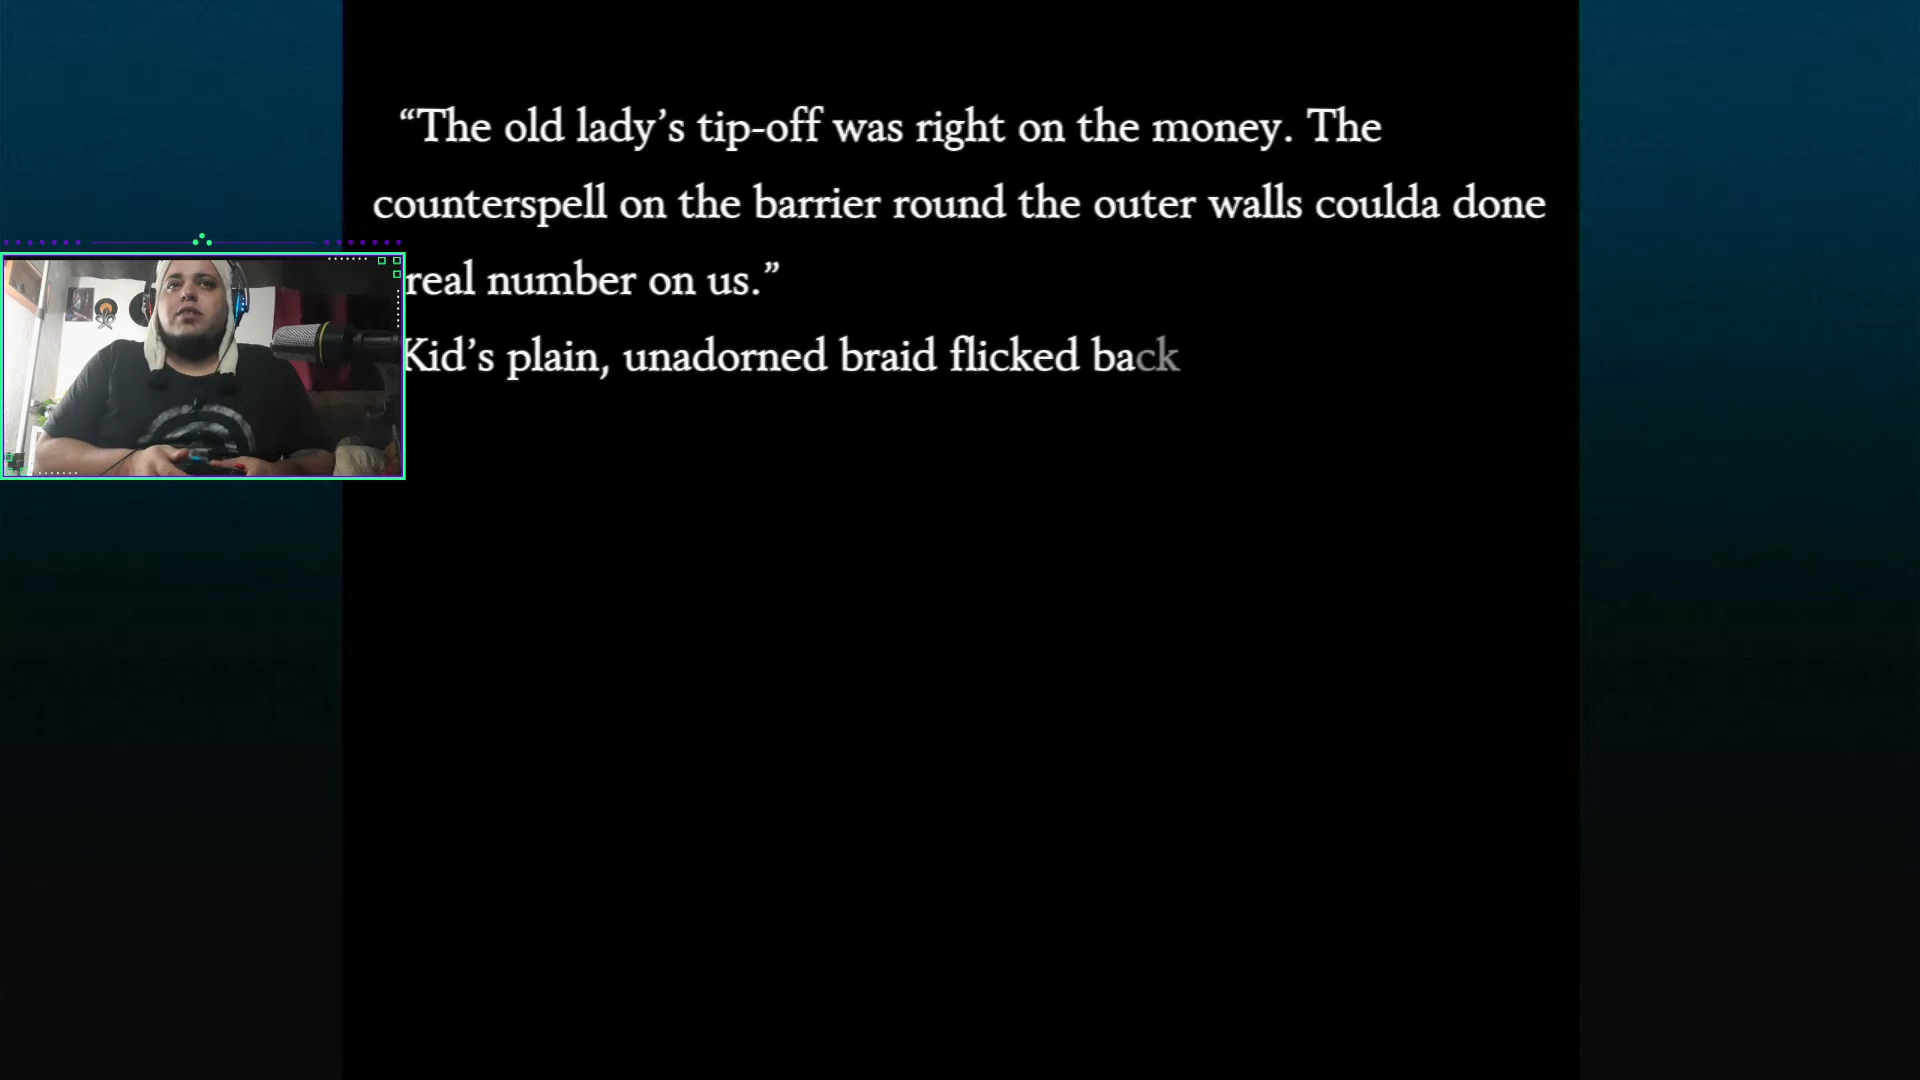 “The old lady’s tip-off was right on the money. The
counterspell on the barrier round the outer walls coulda done
real number on us.”
Kid’s plain, unadorned braid flicked back